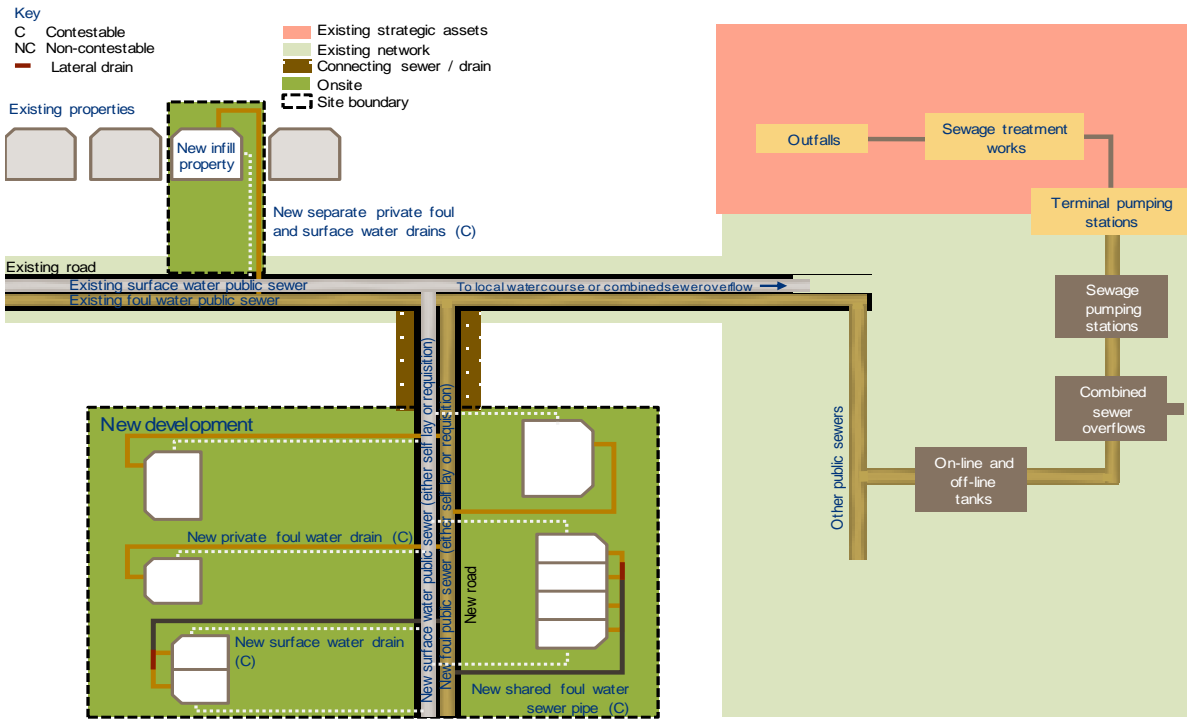 Key
C Contestable
NC Non-contestable
Lateral drain
Existing strategic assets
Existing network
Connecting sewer / drain
Onsite
Site boundary
Existing properties
New infill
property
New separate private foul
and surface water drains (C)
Existing road
Existing surface water public sewer
To local watercourse or combined sewer overflow
Existing foul water public sewer
New development
New private foul water drain (C)
New surface water drain
(C)
New surface water public sewer (either self lay or requisition)
New foul public sewer (either self lay or requisition)
New road
New shared foul water
sewer pipe (C)
Outfalls
Sewage treatment
works
Terminal pumping
stations
Sewage
pumping
stations
Combined
sewer
overflows
On-line and
off-line
tanks
Other public sewers